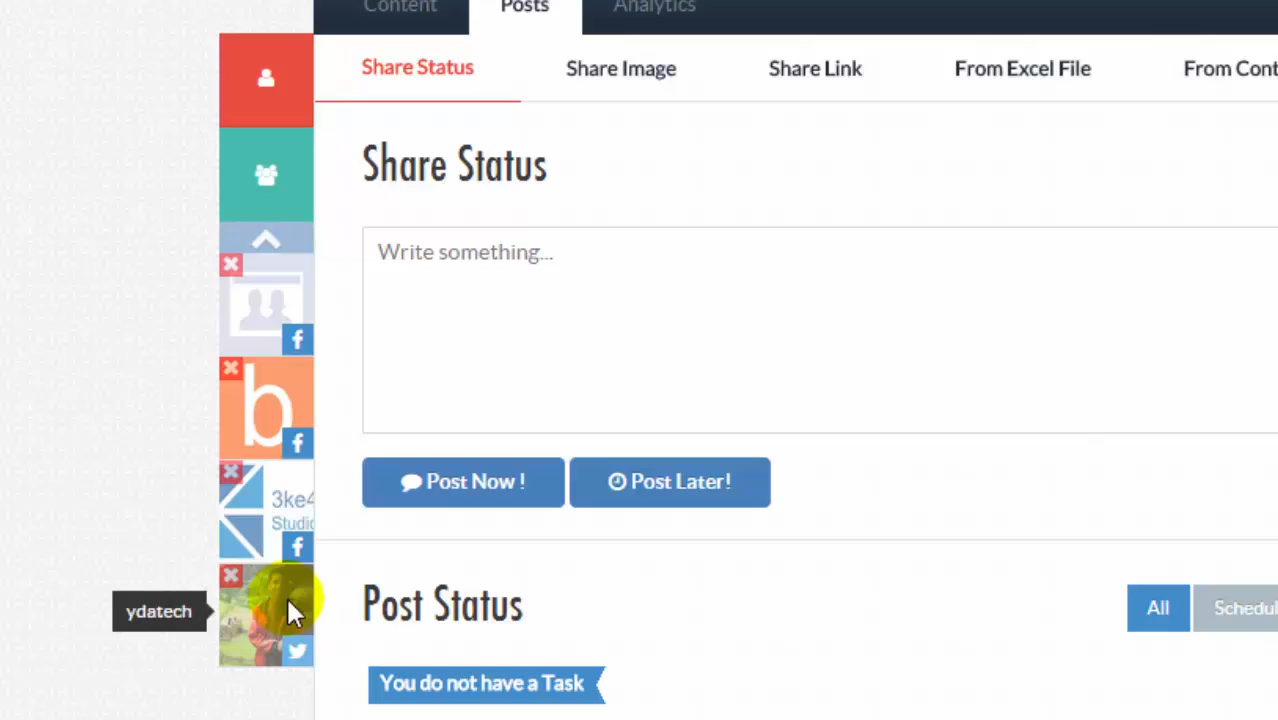 Content Posts Analytics
Share Status Share Image Share Link From Excel File From Cont
Share Status
Write something...
b
3ke4
Studio
Post Now ! Post Later!
ydatech
Post Status
All Schedul
You do not have a Task